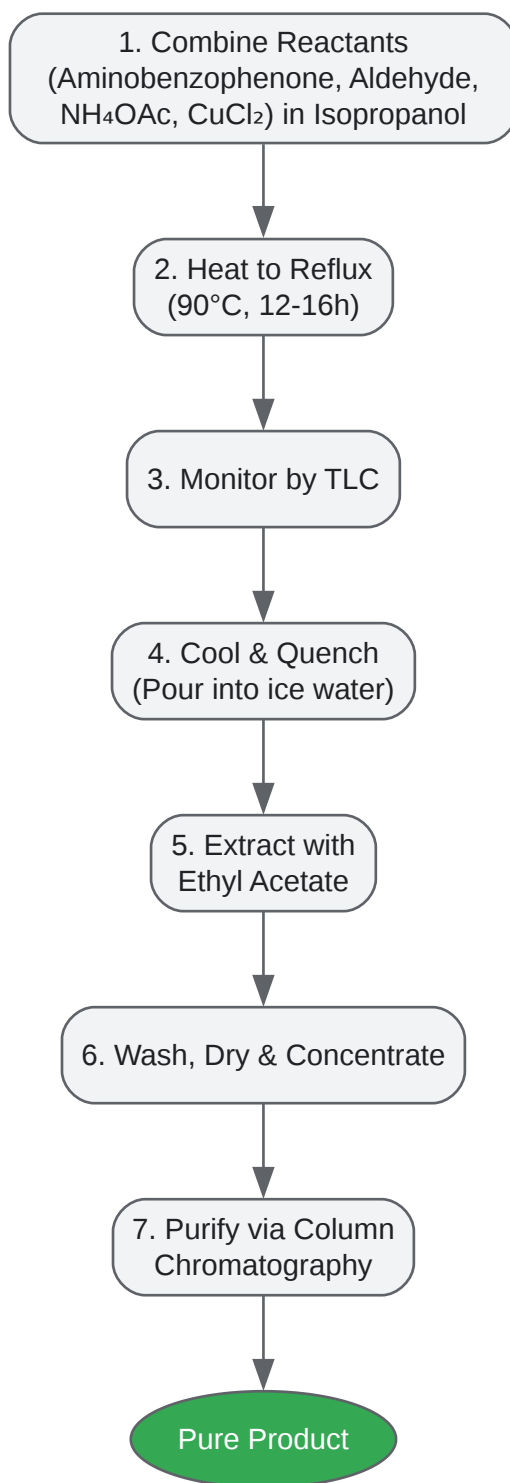 1. Combine Reactants
(Aminobenzophenone, Aldehyde,
NH₄OAc, CuCl₂) in Isopropanol
2. Heat to Reflux
(90°C, 12-16h)
3. Monitor by TLC
4. Cool & Quench
(Pour into ice water)
5. Extract with
Ethyl Acetate
6. Wash, Dry & Concentrate
7. Purify via Column
Chromatography
Pure Product